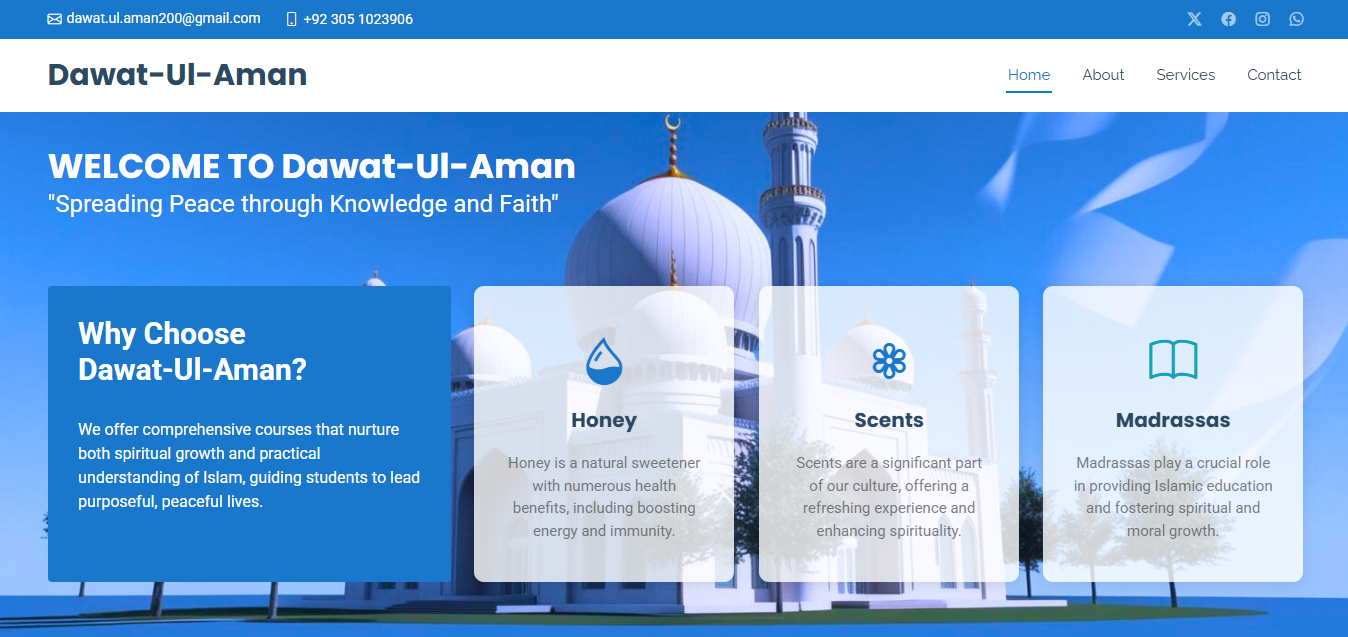 dawat.ul.aman200@gmail.com +92 305 1023906
Dawat-Ul-Aman
Home About Services Contact
WELCOME TO Dawat-Ul-Aman
"Spreading Peace through Knowledge and Faith"
Why Choose
Dawat-Ul-Aman?
We offer comprehensive courses that nurture
both spiritual growth and practical
understanding of Islam, guiding students to lead
purposeful, peaceful lives.
Honey
Honey is a natural sweetener
with numerous health
benefits, including boosting
energy and immunity.
Scents
Scents are a significant part
of our culture, offering a
refreshing experience and
enhancing spirituality.
Madrassas
Madrassas play a crucial role
in providing Islamic education
and fostering spiritual and
moral growth.